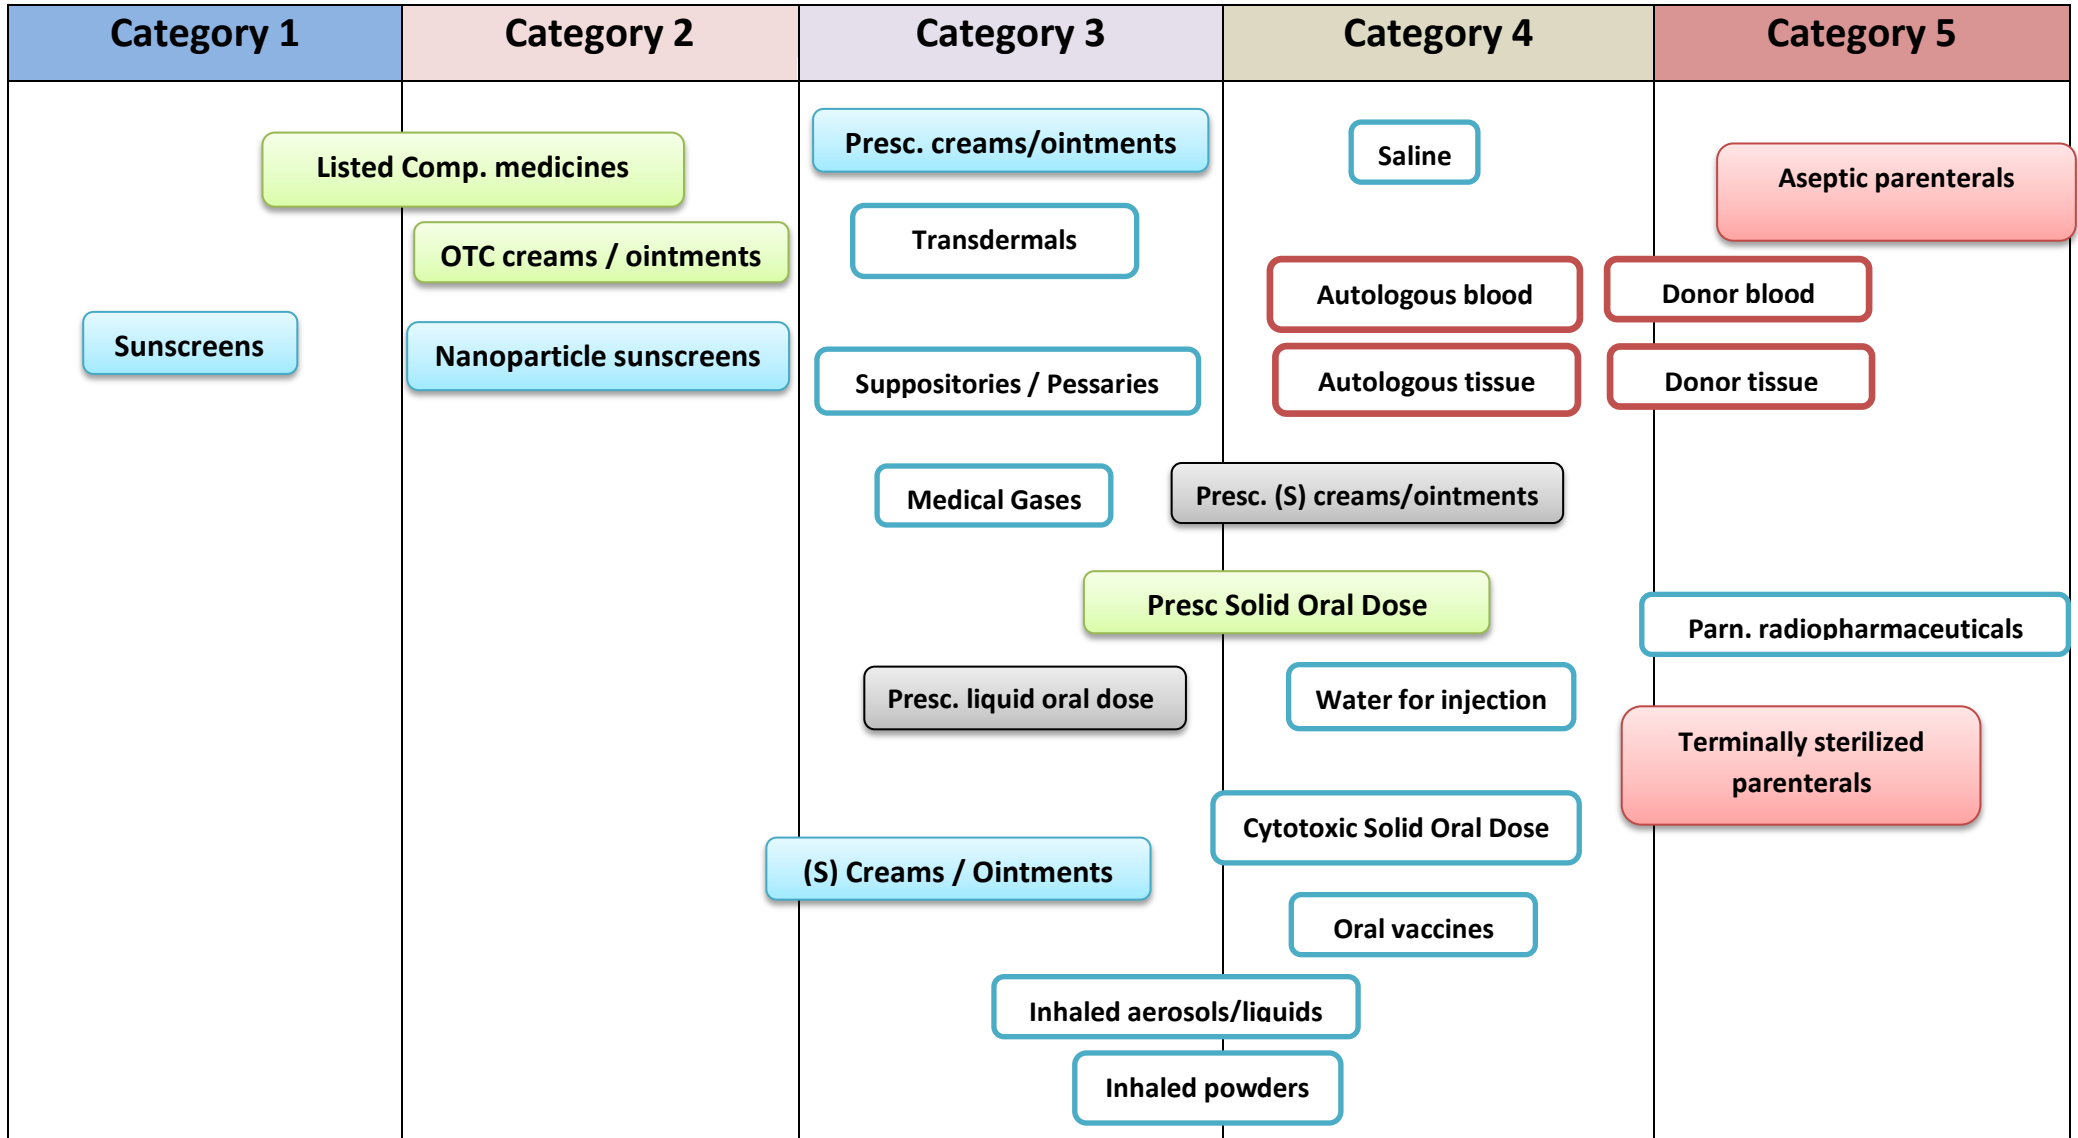 Category 1
Category 2
Category 3
Category 4
Category 5
Listed Comp. medicines
Sunscreens
OTC creams / ointments
Nanoparticle sunscreens
Presc. creams/ointments
Transdermals
Suppositories / Pessaries
Medical Gases
Presc. (S) creams/ointments
Presc Solid Oral Dose
Presc. liquid oral dose
(S) Creams / Ointments
Inhaled aerosols/liquids
Inhaled powders
Saline
Autologous blood
Autologous tissue
Water for injection
Cytotoxic Solid Oral Dose
Oral vaccines
Aseptic parenterals
Donor blood
Donor tissue
Parn. radiopharmaceuticals
Terminally sterilized
parenterals